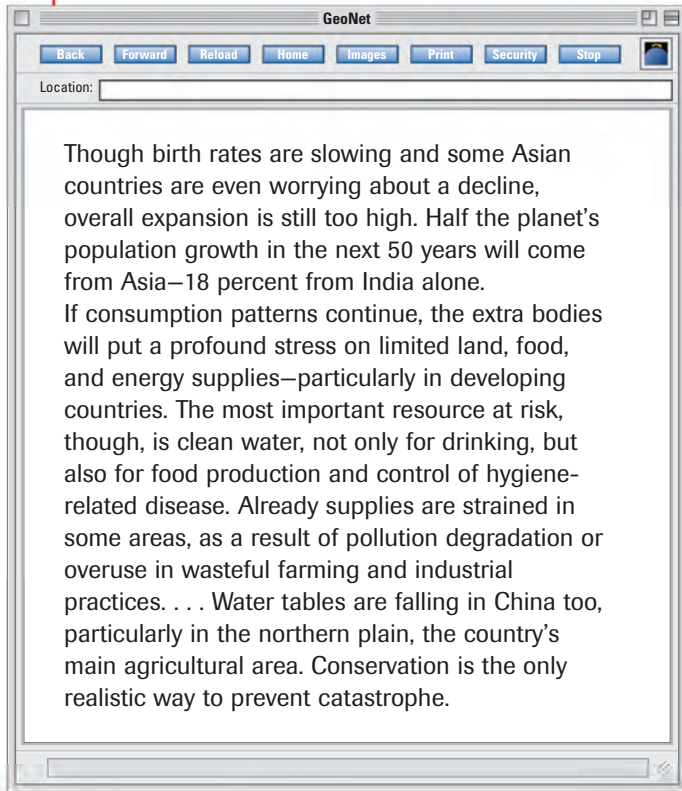 GeoNet
Back Forward Reload Home Images Print Security Stop
Location:
Though birth rates are slowing and some Asian
countries are even worrying about a decline,
overall expansion is still too high. Half the planet's
population growth in the next 50 years will come
from Asia—18 percent from India alone.
If consumption patterns continue, the extra bodies
will put a profound stress on limited land, food,
and energy supplies—particularly in developing
countries. The most important resource at risk,
though, is clean water, not only for drinking, but
also for food production and control of hygiene-
related disease. Already supplies are strained in
some areas, as a result of pollution degradation or
overuse in wasteful farming and industrial
practices. . . . Water tables are falling in China too,
particularly in the northern plain, the country's
main agricultural area. Conservation is the only
realistic way to prevent catastrophe.